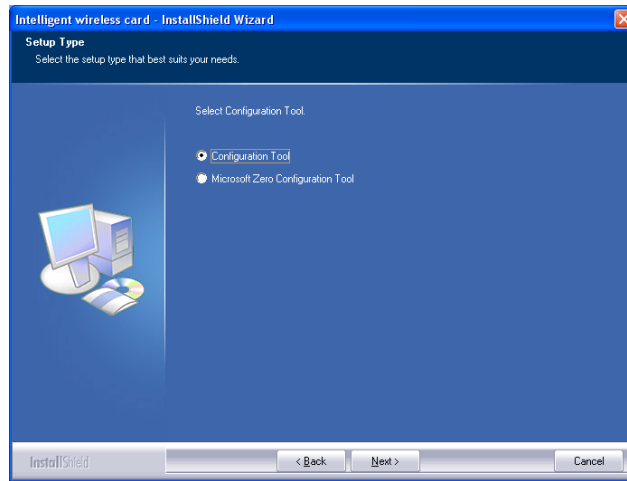 Intelligent wireless card - InstallShield Wizard
Setup Type
Select the setup type that best suits your needs.
Select Configuration Tool.
Configuration Tool
Microsoft Zero Configuration Tool
InstallShield
< Back
Next >
Cancel